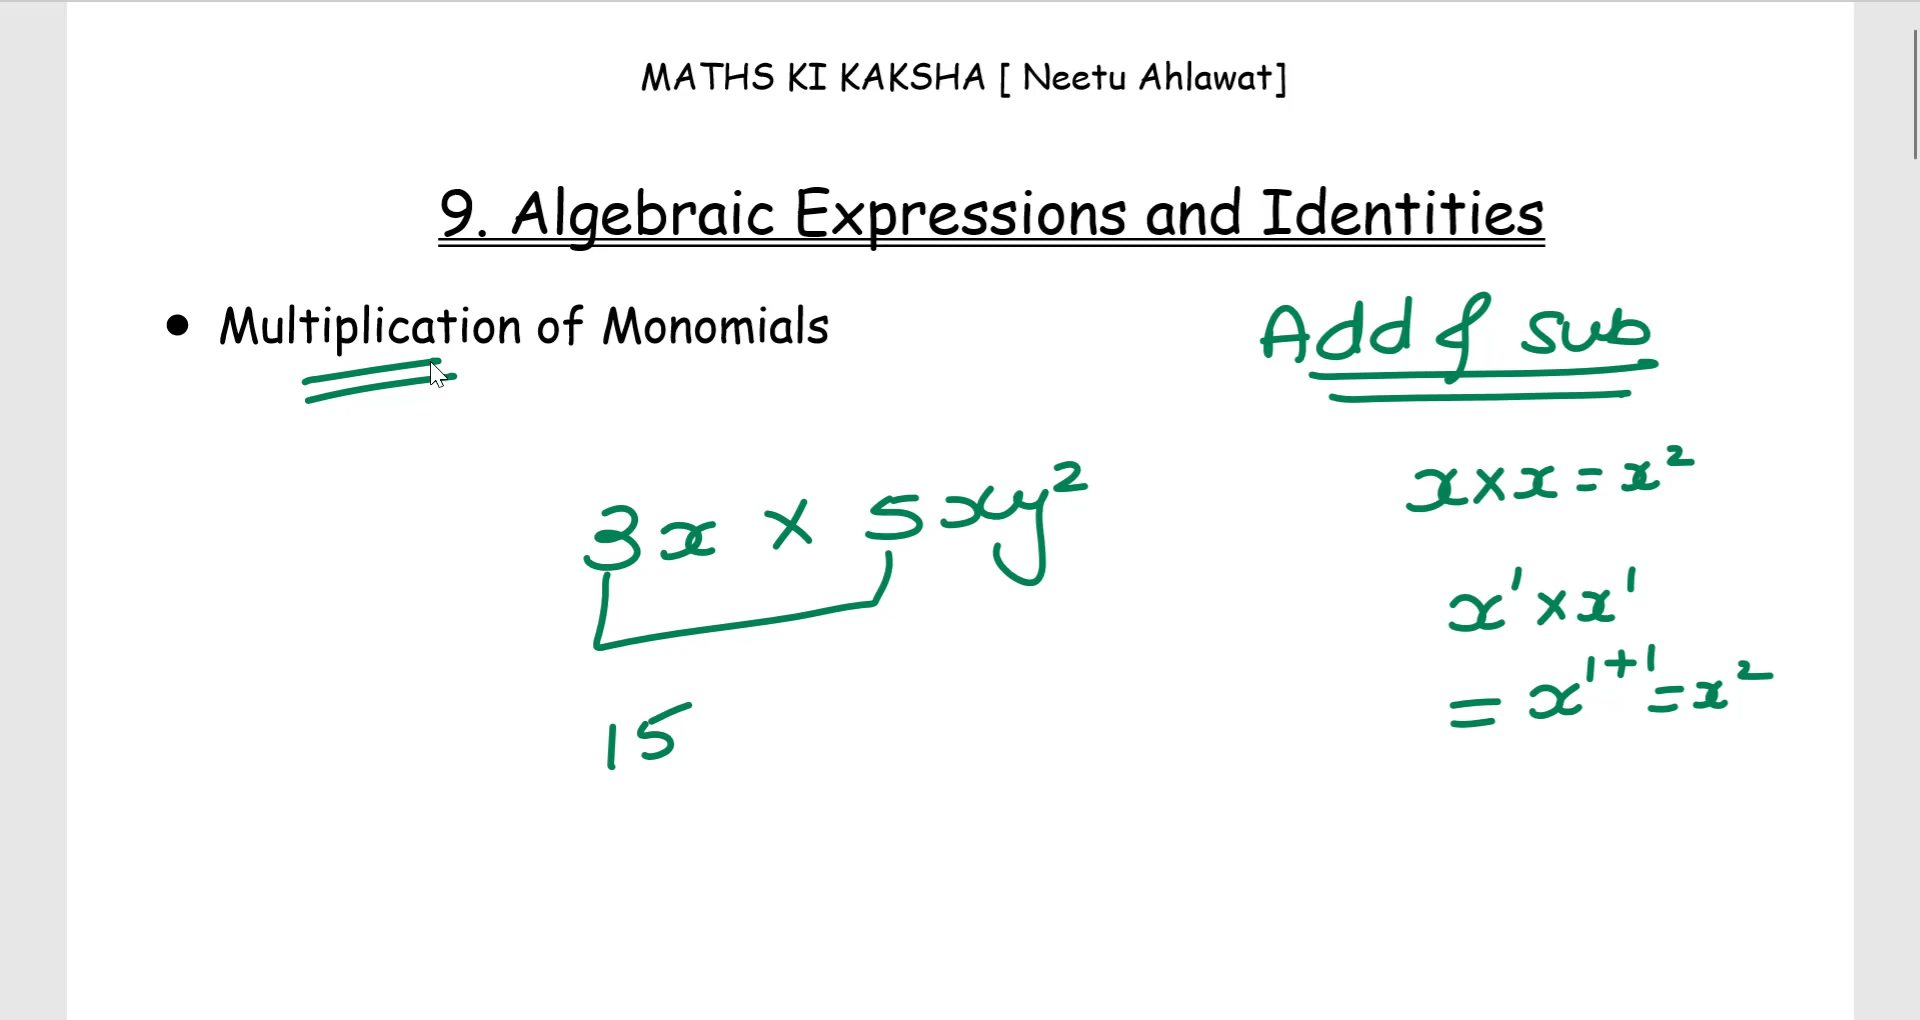 MATHS KI KAKSHA [ Neetu Ahlawat]
9. Algebraic Expressions and Identities
● Multiplication of Monomials
Add & sub
3x × 5xy²
x×x = x²
x¹×x¹
= x¹⁺¹ = x²
15